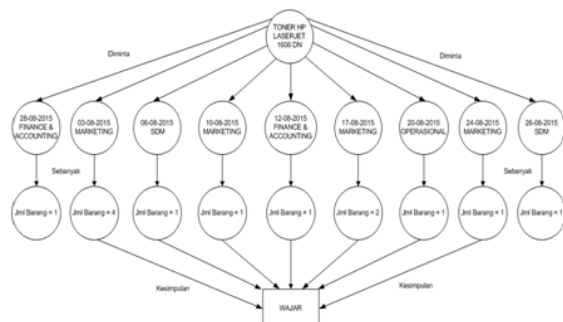 TONER HP
LASERJET
1606 DN
Diminta
Diminta
28-08-2015
FINANCE &
ACCOUNTING
03-08-2015
MARKETING
06-08-2015
SDM
10-08-2015
MARKETING
12-08-2015
FINANCE &
ACCOUNTING
17-08-2015
MARKETING
20-08-2015
OPERASIONAL
24-08-2015
MARKETING
26-08-2015
SDM
Sebanyak
Sebanyak
Jml Barang = 1
Jml Barang = 4
Jml Barang = 1
Jml Barang = 1
Jml Barang = 1
Jml Barang = 2
Jml Barang = 1
Jml Barang = 1
Jml Barang = 1
Kesimpulan
Kesimpulan
WAJAR